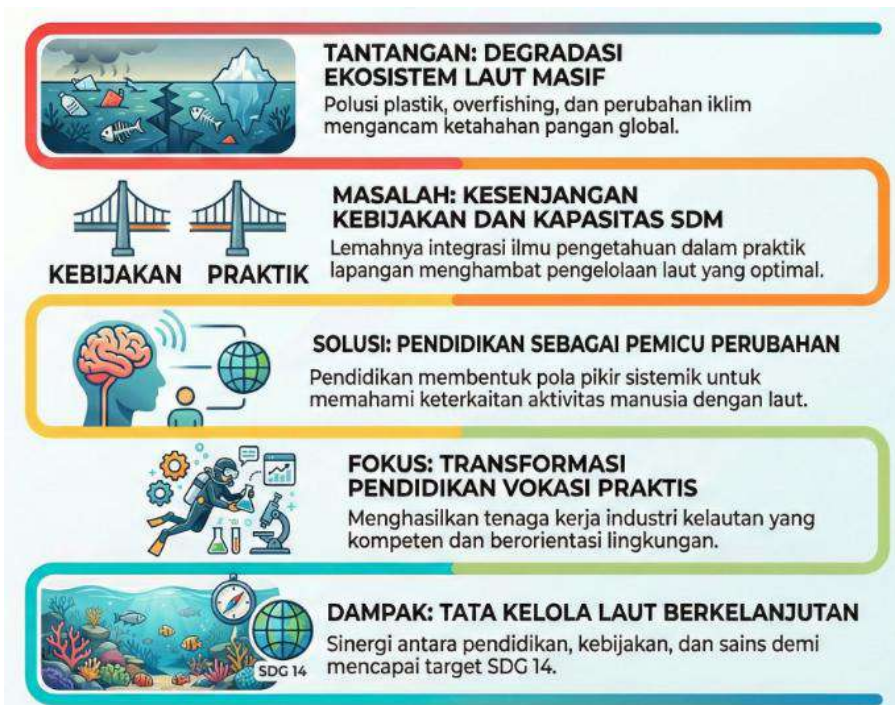 TANTANGAN: DEGRADASI
EKOSISTEM LAUT MASIF
Polusi plastik, overfishing, dan perubahan iklim
mengancam ketahahan pangan global.
MASALAH: KESENJANGAN
KEBIJAKAN DAN KAPASITAS SDM
Lemahnya integrasi ilmu pengetahuan dalam praktik
lapangan menghambat pengelolaan laut yang optimal.
KEBIJAKAN PRAKTIK
SOLUSI: PENDIDIKAN SEBAGAI PEMICU PERUBAHAN
Pendidikan membentuk pola pikir sistemik untuk
memahami keterkaitan aktivitas manusia dengan laut.
FOKUS: TRANSFORMASI
PENDIDIKAN VOKASI PRAKTIS
Menghasilkan tenaga kerja industri kelautan yang
kompeten dan berorientasi lingkungan.
DAMPAK: TATA KELOLA LAUT BERKELANJUTAN
Sinergi antara pendidikan, kebijakan, dan sains demi
mencapai target SDG 14.
SDG 14